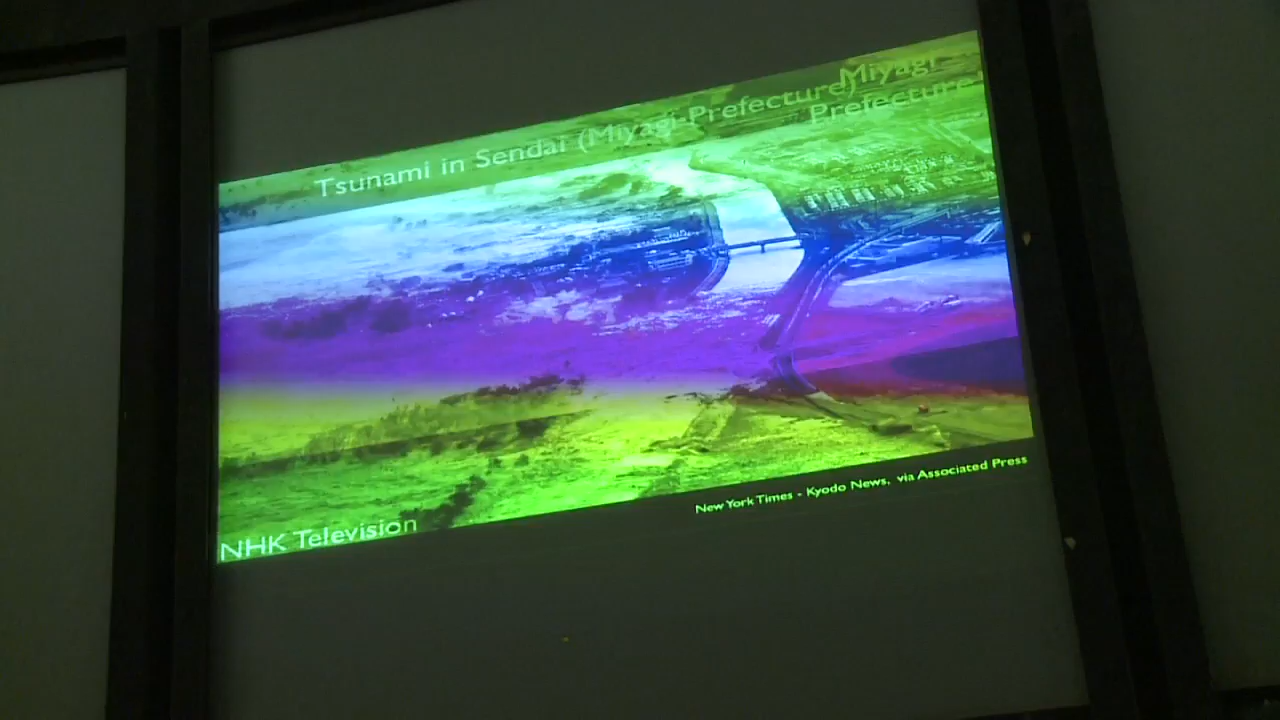 Tsunami in Sendai (Miyagi-Prefecture)
Miyagi
Prefecture
NHK Television
New York Times - Kyodo News, via Associated Press